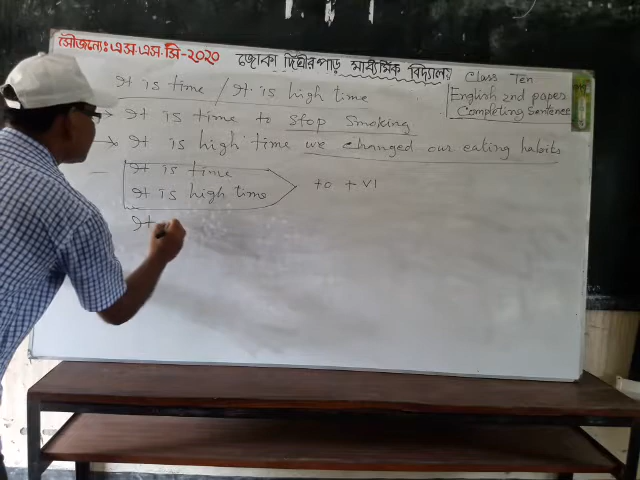 সৌজন্যে: এস.এস.সি-২০২০
জোকা দিঘীরপাড় মাধ্যমিক বিদ্যালয়
Class Ten
English 2nd paper
Completing Sentence
It is time / It is high time
→ It is time to stop smoking
→ It is high time we changed our eating habits
- It is time
It is high time
to + V1
It